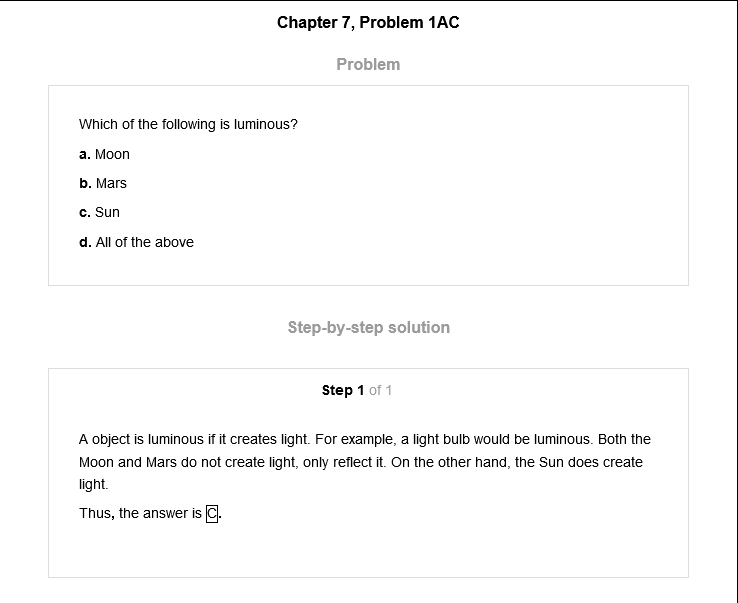 Chapter 7, Problem 1AC
Problem
Which of the following is luminous?
a. Moon
b. Mars
c. Sun
d. All of the above
Step-by-step solution
Step 1 of 1
A object is luminous if it creates light. For example, a light bulb would be luminous. Both the
Moon and Mars do not create light, only reflect it. On the other hand, the Sun does create
light.
Thus, the answer is C.